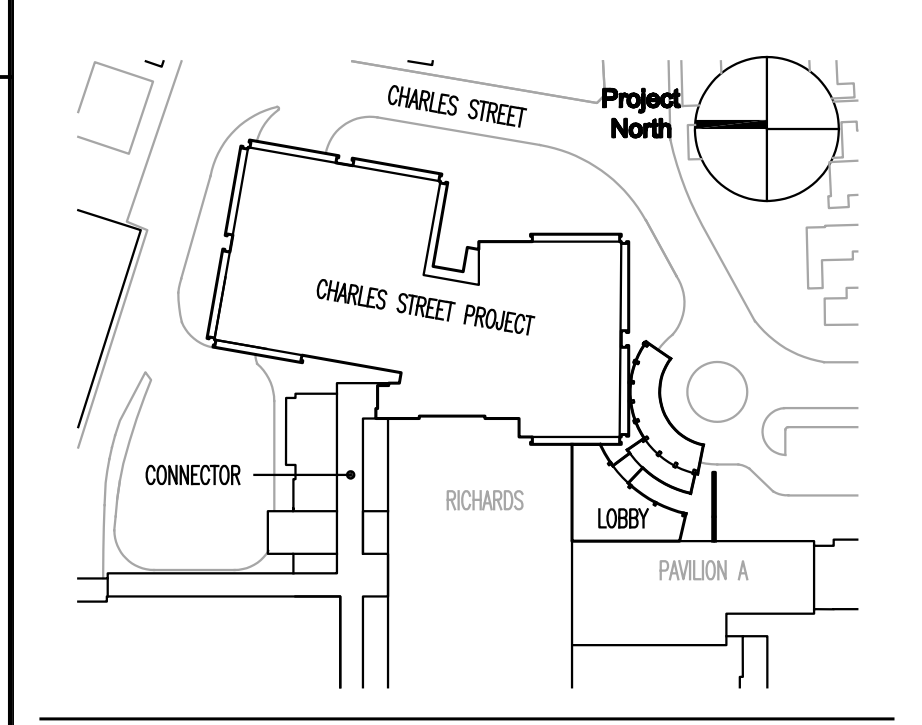 CHARLES STREET
Project
North
CHARLES STREET PROJECT
CONNECTOR
RICHARDS
LOBBY
PAVILION A